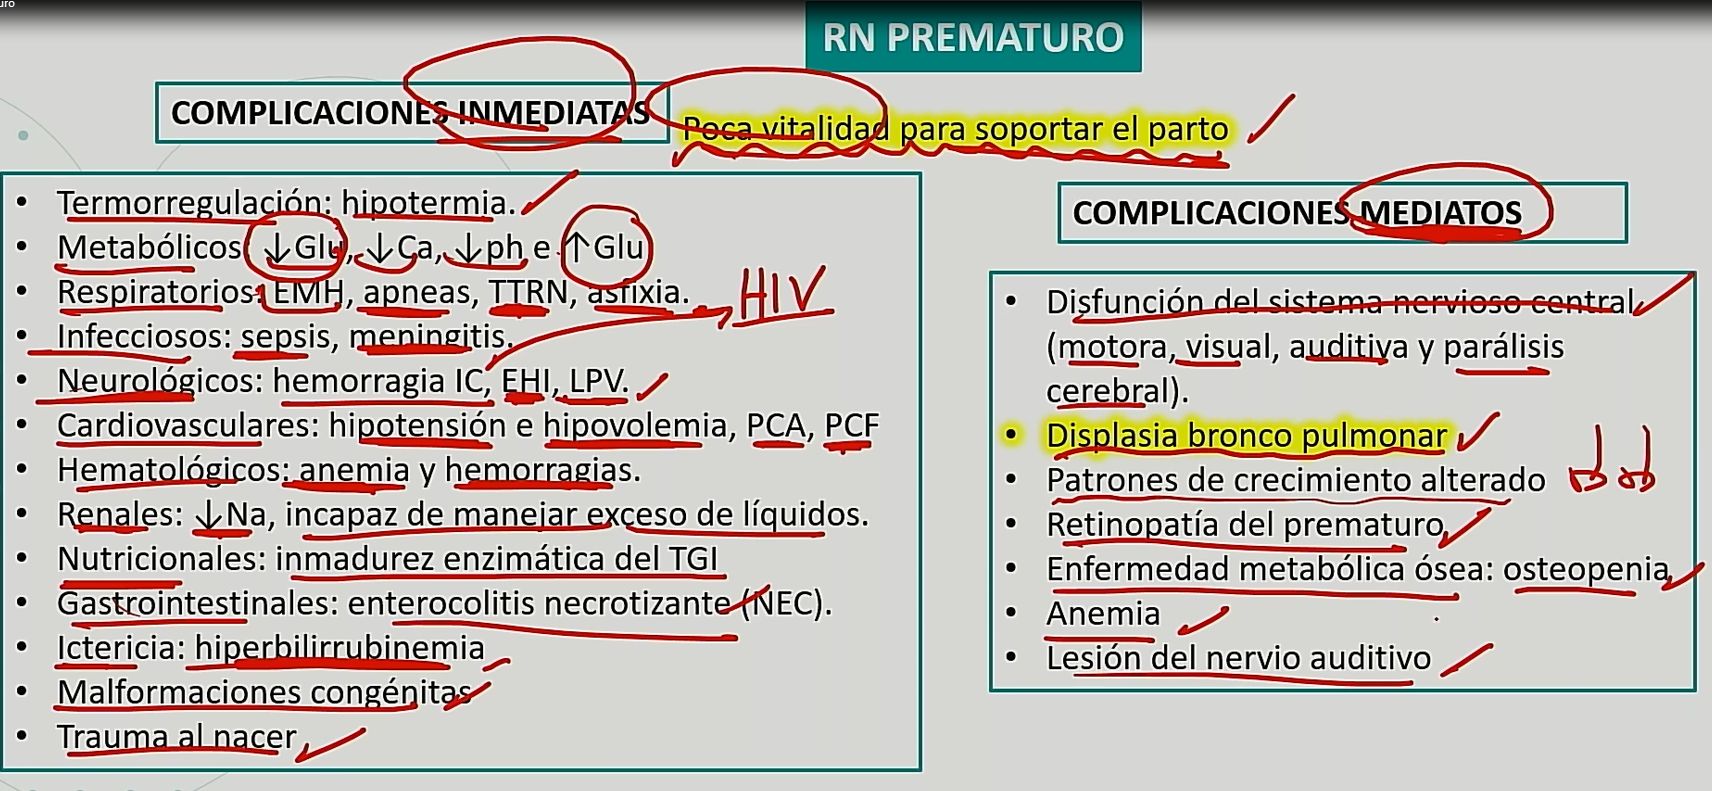 uro
RN PREMATURO
COMPLICACIONES INMEDIATAS
Poca vitalidad para soportar el parto
• Termorregulación: hipotermia.
• Metabólicos: ↓Glu, ↓Ca, ↓ph e ↑Glu
• Respiratorios: EMH, apneas, TTRN, asfixia.
HIV
• Infecciosos: sepsis, meningitis.
• Neurológicos: hemorragia IC, EHI, LPV.
• Cardiovasculares: hipotensión e hipovolemia, PCA, PCF
• Hematológicos: anemia y hemorragias.
• Renales: ↓Na, incapaz de manejar exceso de líquidos.
• Nutricionales: inmadurez enzimática del TGI
• Gastrointestinales: enterocolitis necrotizante (NEC).
• Ictericia: hiperbilirrubinemia
• Malformaciones congénitas
• Trauma al nacer
COMPLICACIONES MEDIATOS
• Disfunción del sistema nervioso central
(motora, visual, auditiva y parálisis
cerebral).
• Displasia bronco pulmonar
• Patrones de crecimiento alterado
• Retinopatía del prematuro
• Enfermedad metabólica ósea: osteopenia
• Anemia
• Lesión del nervio auditivo